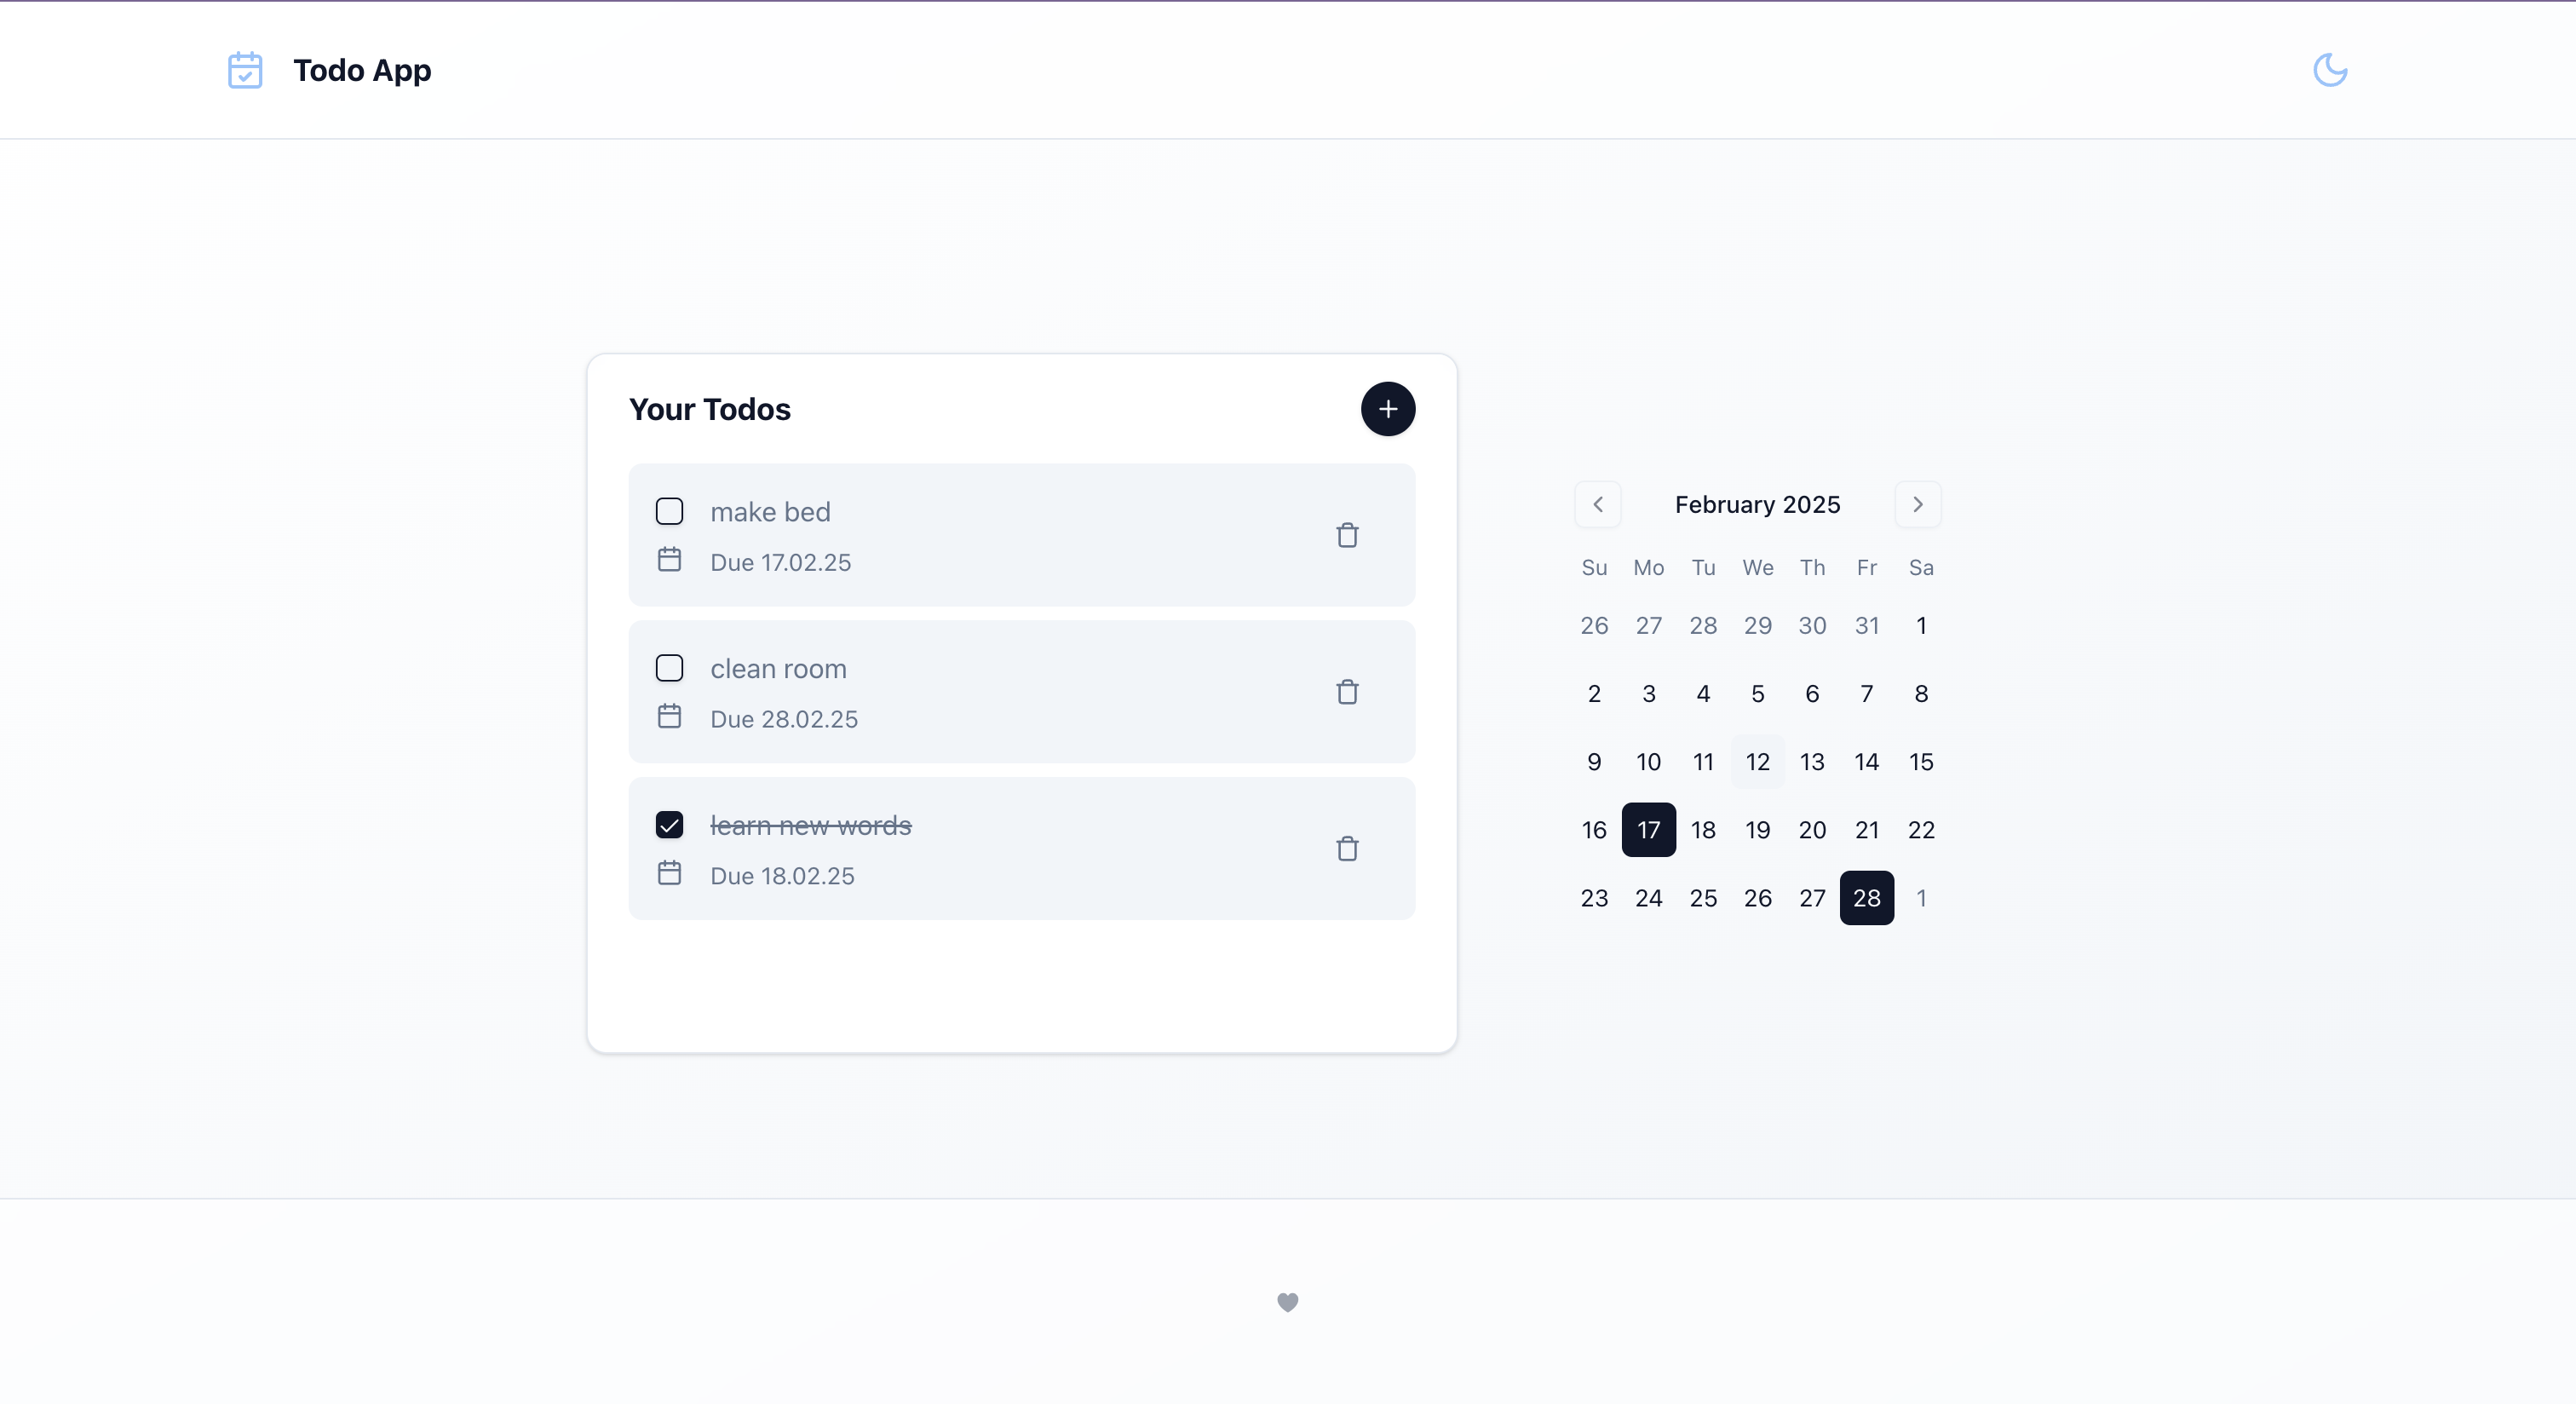 Todo App
Your Todos
make bed
Due 17.02.25
clean room
Due 28.02.25
learn new words
Due 18.02.25
February 2025
Su Mo Tu We Th Fr Sa
26 27 28 29 30 31 1
2 3 4 5 6 7 8
9 10 11 12 13 14 15
16 17 18 19 20 21 22
23 24 25 26 27 28 1